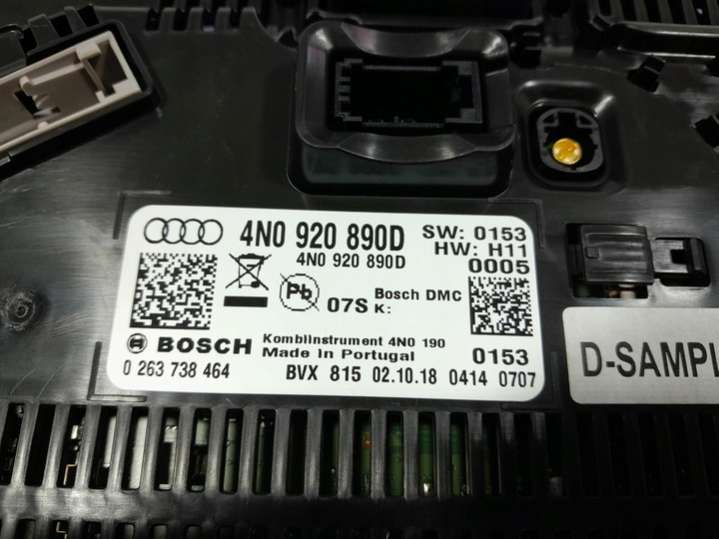 4N0 920 890D
4N0 920 890D
SW: 0153
HW: H11
0005
Pb
07S
Bosch DMC
K:
BOSCH
Kombiinstrument 4N0 190
Made in Portugal
0153
0 263 738 464
BVX 815 02.10.18 0414 0707
D-SAMPL